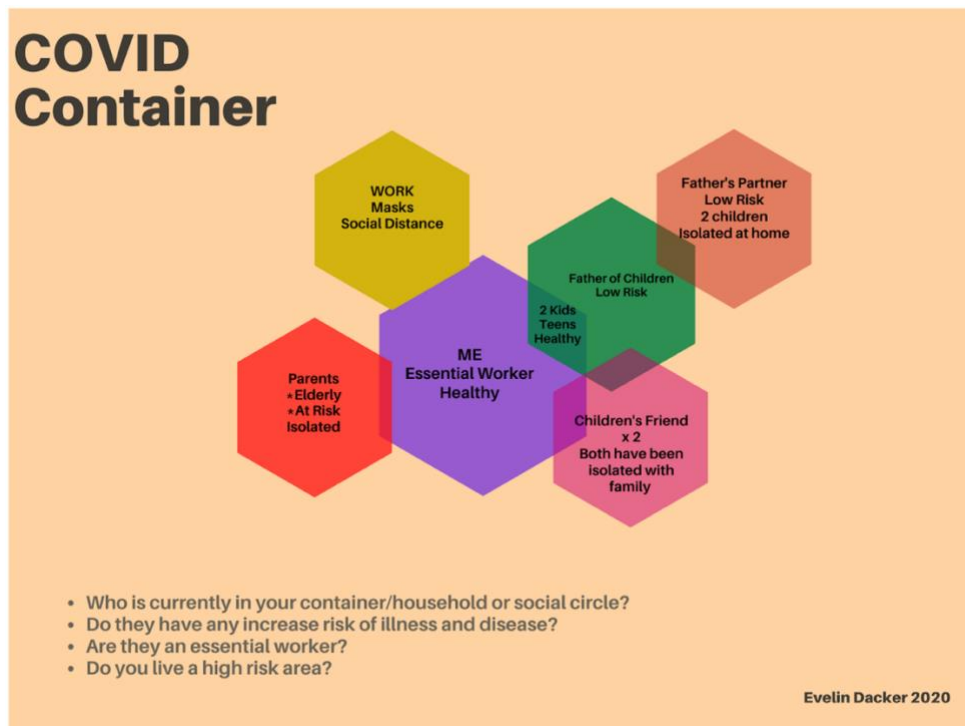 COVID
Container
WORK
Masks
Social Distance
Father's Partner
Low Risk
2 children
Isolated at home
Father of Children
Low Risk
2 Kids
Teens
Healthy
ME
Essential Worker
Healthy
Parents
*Elderly
*At Risk
Isolated
Children's Friend
x 2
Both have been
isolated with
family
• Who is currently in your container/household or social circle?
• Do they have any increase risk of illness and disease?
• Are they an essential worker?
• Do you live a high risk area?
Evelin Dacker 2020